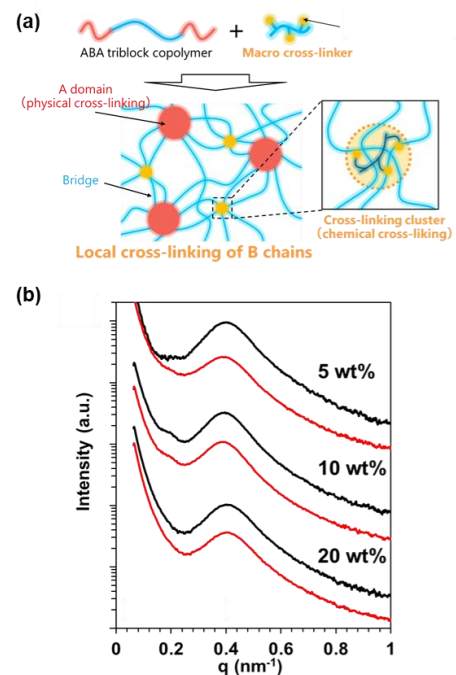 (a)
+
ABA triblock copolymer
Macro cross-linker
A domain
(physical cross-linking)
Bridge
Cross-linking cluster
(chemical cross-liking)
Local cross-linking of B chains
(b)
5 wt%
10 wt%
20 wt%
Intensity (a.u.)
0 0.2 0.4 0.6 0.8 1
q (nm⁻¹)